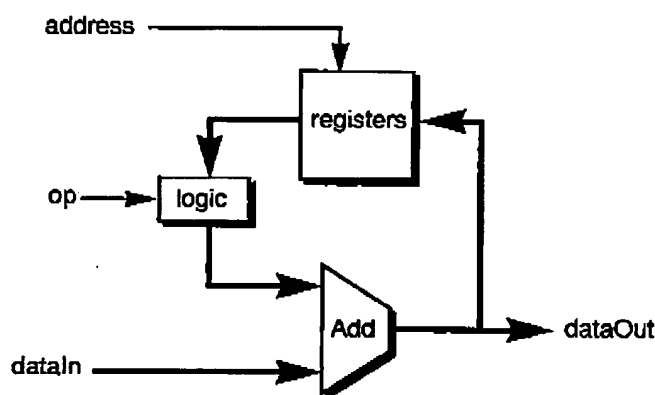 address
registers
op
logic
Add
dataOut
dataIn